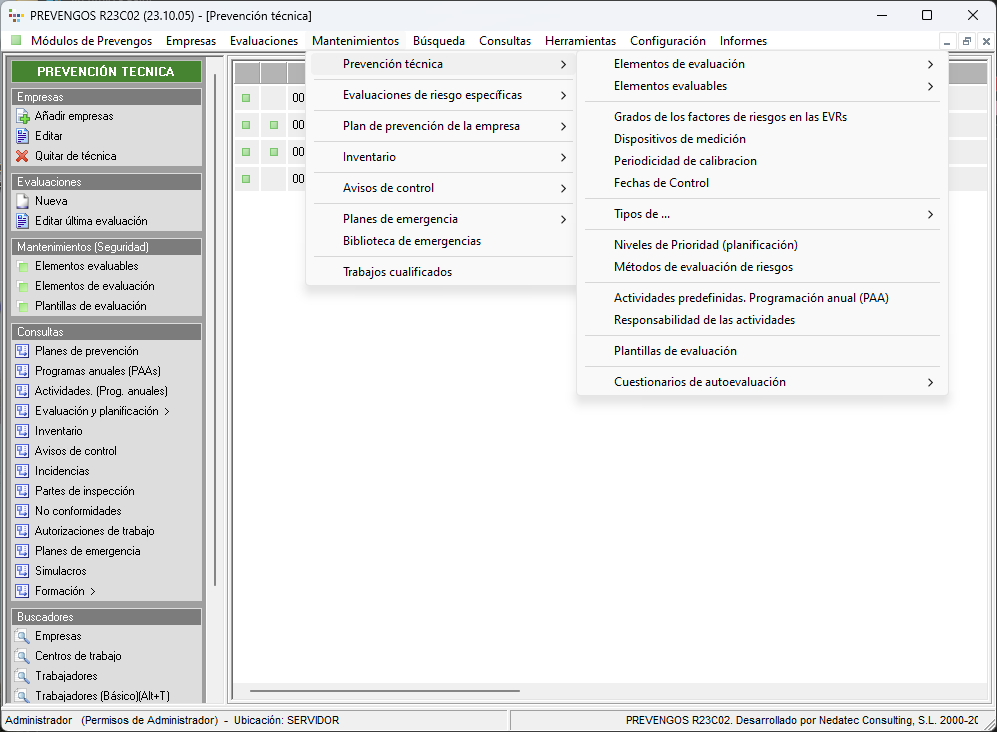 PREVENGOS R23C02 (23.10.05) - [Prevención técnica]
Módulos de Prevengos Empresas Evaluaciones Mantenimientos Búsqueda Consultas Herramientas Configuración Informes
PREVENCIÓN TECNICA
Empresas
Añadir empresas
Editar
Quitar de técnica
Evaluaciones
Nueva
Editar última evaluación
Mantenimientos (Seguridad)
Elementos evaluables
Elementos de evaluación
Plantillas de evaluación
Consultas
Planes de prevención
Programas anuales (PAAs)
Actividades. (Prog. anuales)
Evaluación y planificación >
Inventario
Avisos de control
Incidencias
Partes de inspección
No conformidades
Autorizaciones de trabajo
Planes de emergencia
Simulacros
Formación >
Buscadores
Empresas
Centros de trabajo
Trabajadores
Trabajadores (Básico)(Alt+T)
00
00
00
00
Prevención técnica
Evaluaciones de riesgo específicas
Plan de prevención de la empresa
Inventario
Avisos de control
Planes de emergencia
Biblioteca de emergencias
Trabajos cualificados
Elementos de evaluación
Elementos evaluables
Grados de los factores de riesgos en las EVRs
Dispositivos de medición
Periodicidad de calibracion
Fechas de Control
Tipos de ...
Niveles de Prioridad (planificación)
Métodos de evaluación de riesgos
Actividades predefinidas. Programación anual (PAA)
Responsabilidad de las actividades
Plantillas de evaluación
Cuestionarios de autoevaluación
Administrador (Permisos de Administrador) - Ubicación: SERVIDOR
PREVENGOS R23C02. Desarrollado por Nedatec Consulting, S.L. 2000-20